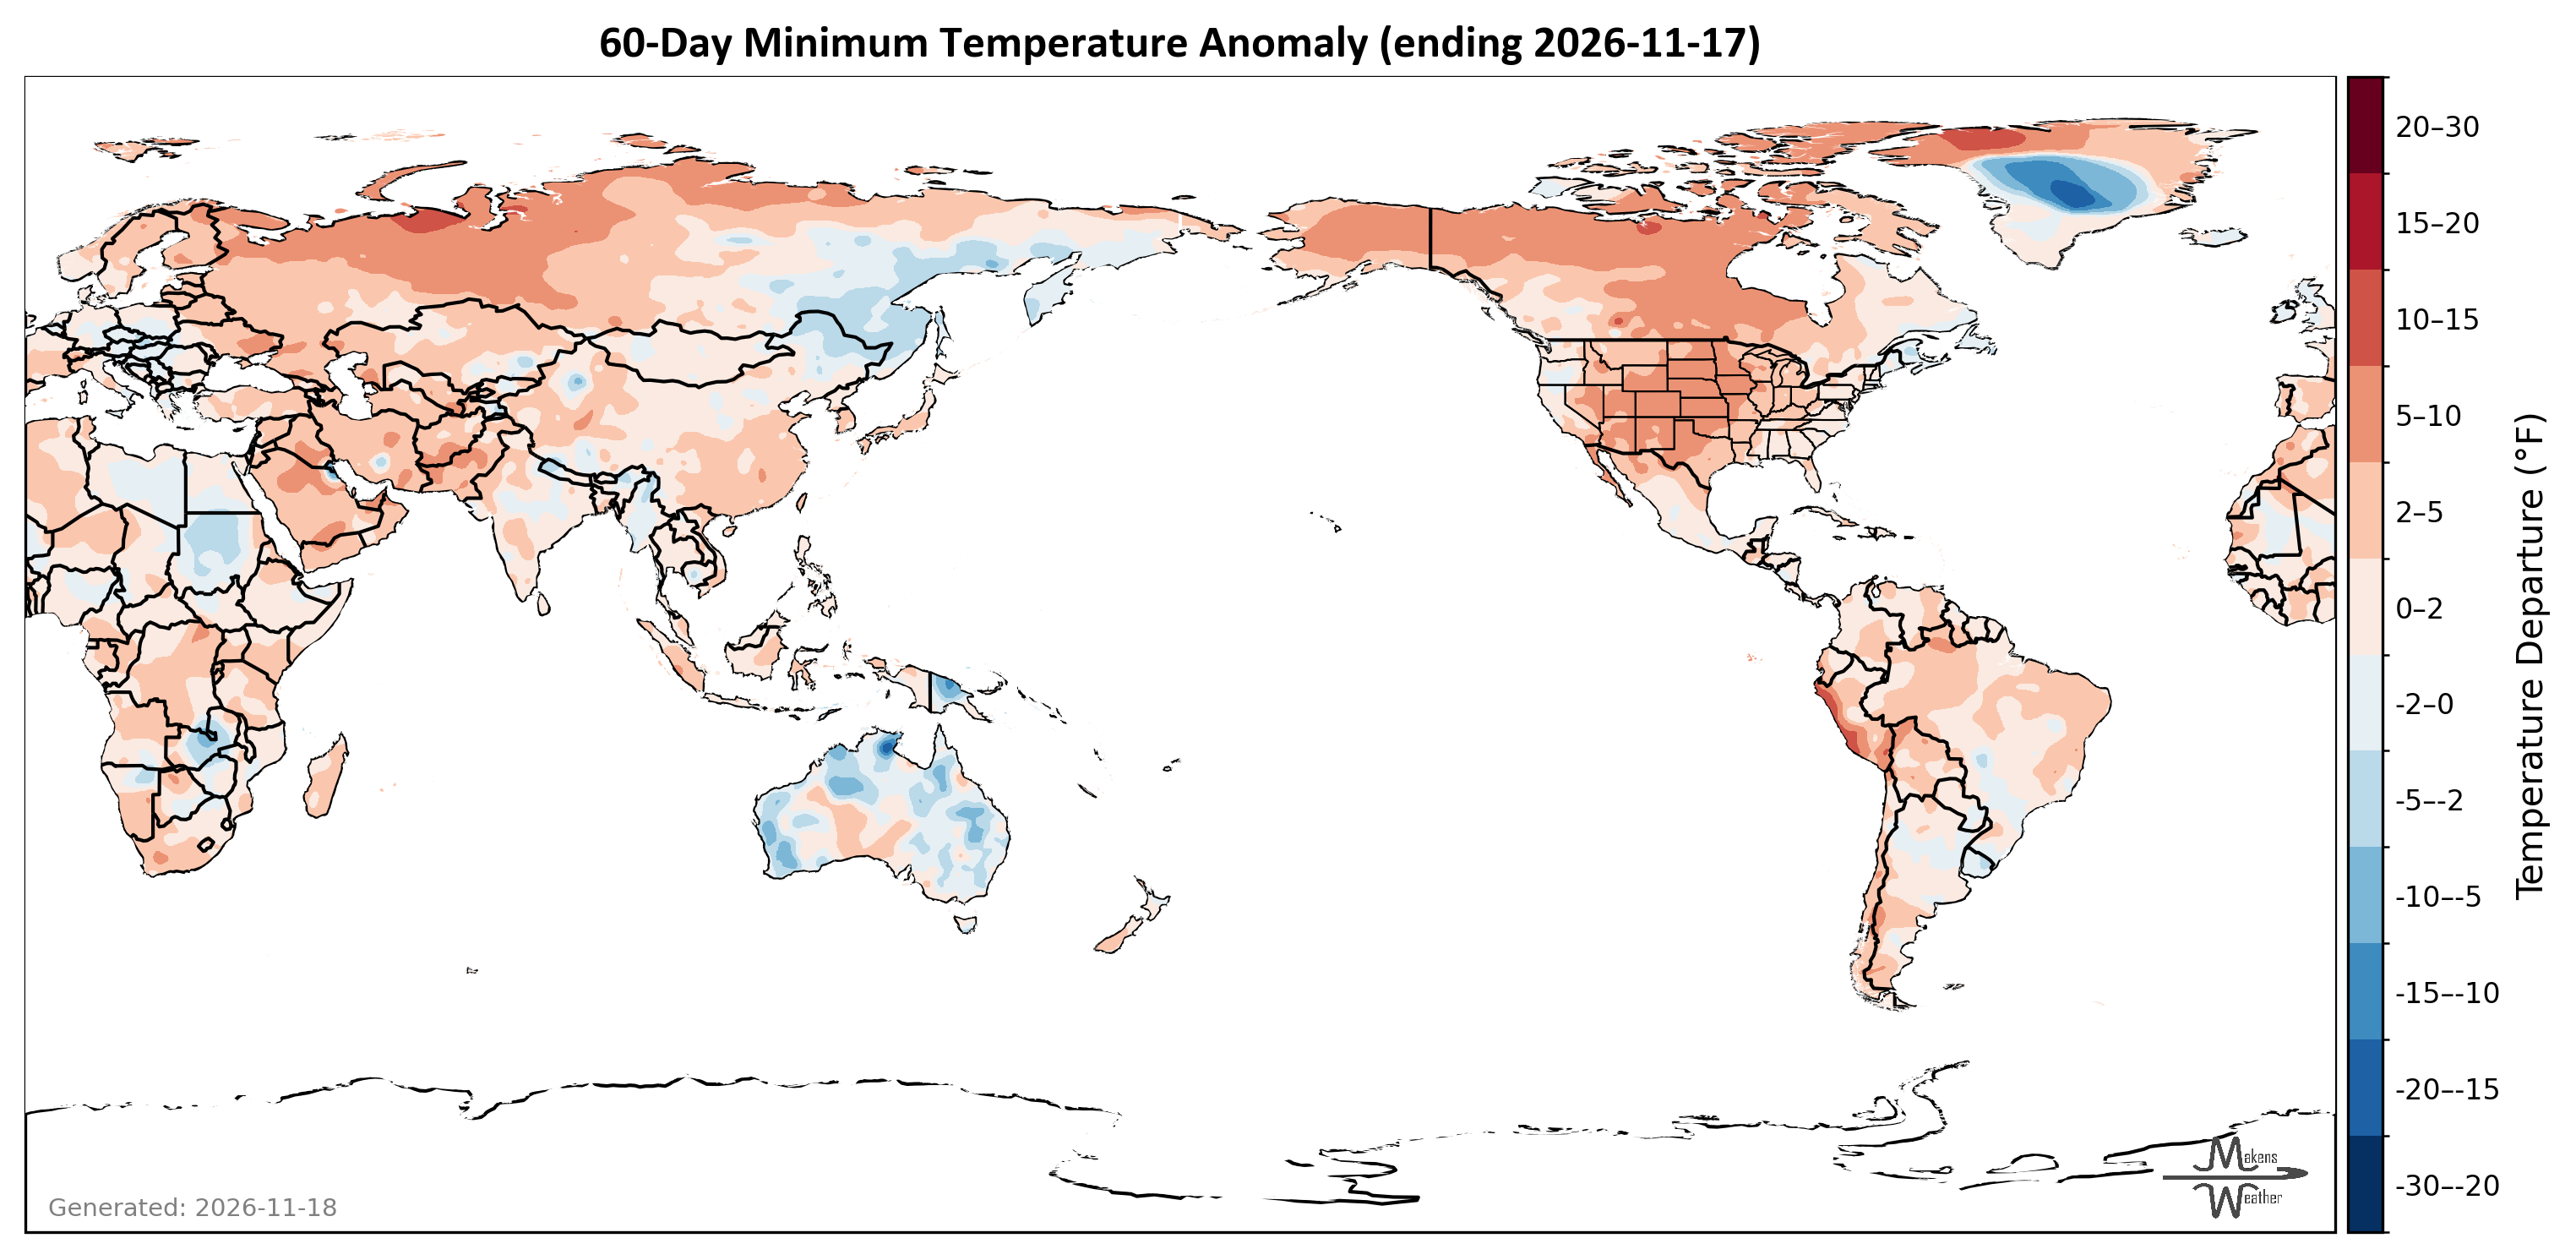 60-Day Minimum Temperature Anomaly (ending 2026-11-17)
20–30
15–20
10–15
5–10
2–5
0–2
-2–0
-5–-2
-10–-5
-15–-10
-20–-15
-30–-20
Temperature Departure (°F)
Generated: 2026-11-18
Makens
Weather